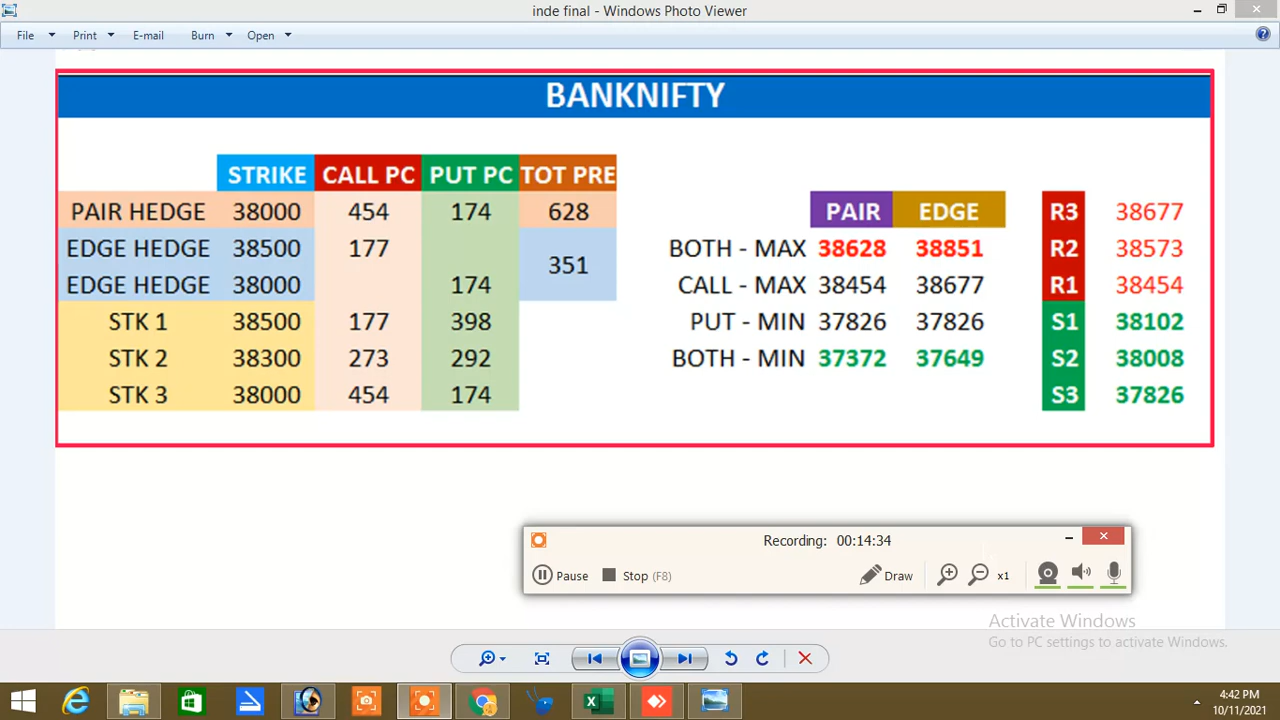 inde final - Windows Photo Viewer
File Print E-mail Burn Open
BANKNIFTY
STRIKE CALL PC PUT PC TOT PRE
PAIR HEDGE 38000 454 174 628
EDGE HEDGE 38500 177
351
EDGE HEDGE 38000 174
STK 1 38500 177 398
STK 2 38300 273 292
STK 3 38000 454 174
PAIR EDGE
BOTH - MAX 38628 38851
CALL - MAX 38454 38677
PUT - MIN 37826 37826
BOTH - MIN 37372 37649
R3 38677
R2 38573
R1 38454
S1 38102
S2 38008
S3 37826
Recording: 00:14:34
Pause Stop (F8) Draw x1
Activate Windows
Go to PC settings to activate Windows.
4:42 PM
10/11/2021